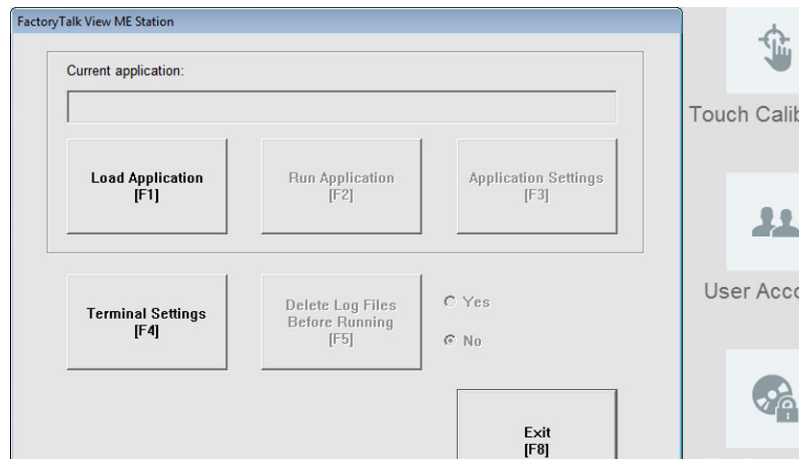 FactoryTalk View ME Station
Current application:
Load Application
[F1]
Run Application
[F2]
Application Settings
[F3]
Terminal Settings
[F4]
Delete Log Files
Before Running
[F5]
Yes
No
Exit
[F8]
Touch Calib
User Acco